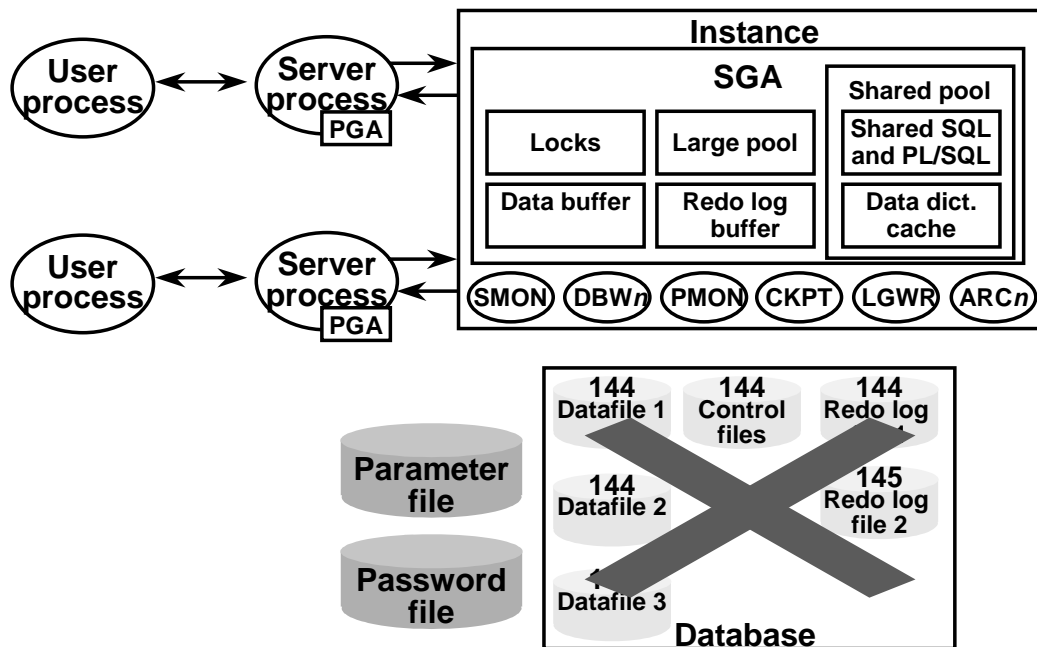 Instance
SGA
User
process
Server
process
PGA
Shared pool
Locks
Large pool
Shared SQL
and PL/SQL
Data buffer
Redo log
buffer
Data dict.
cache
User
process
Server
process
PGA
SMON
DBWn
PMON
CKPT
LGWR
ARCn
144
Datafile 1
144
Control
files
144
Redo log
Parameter
file
144
Datafile 2
145
Redo log
file 2
Password
file
Datafile 3
Database